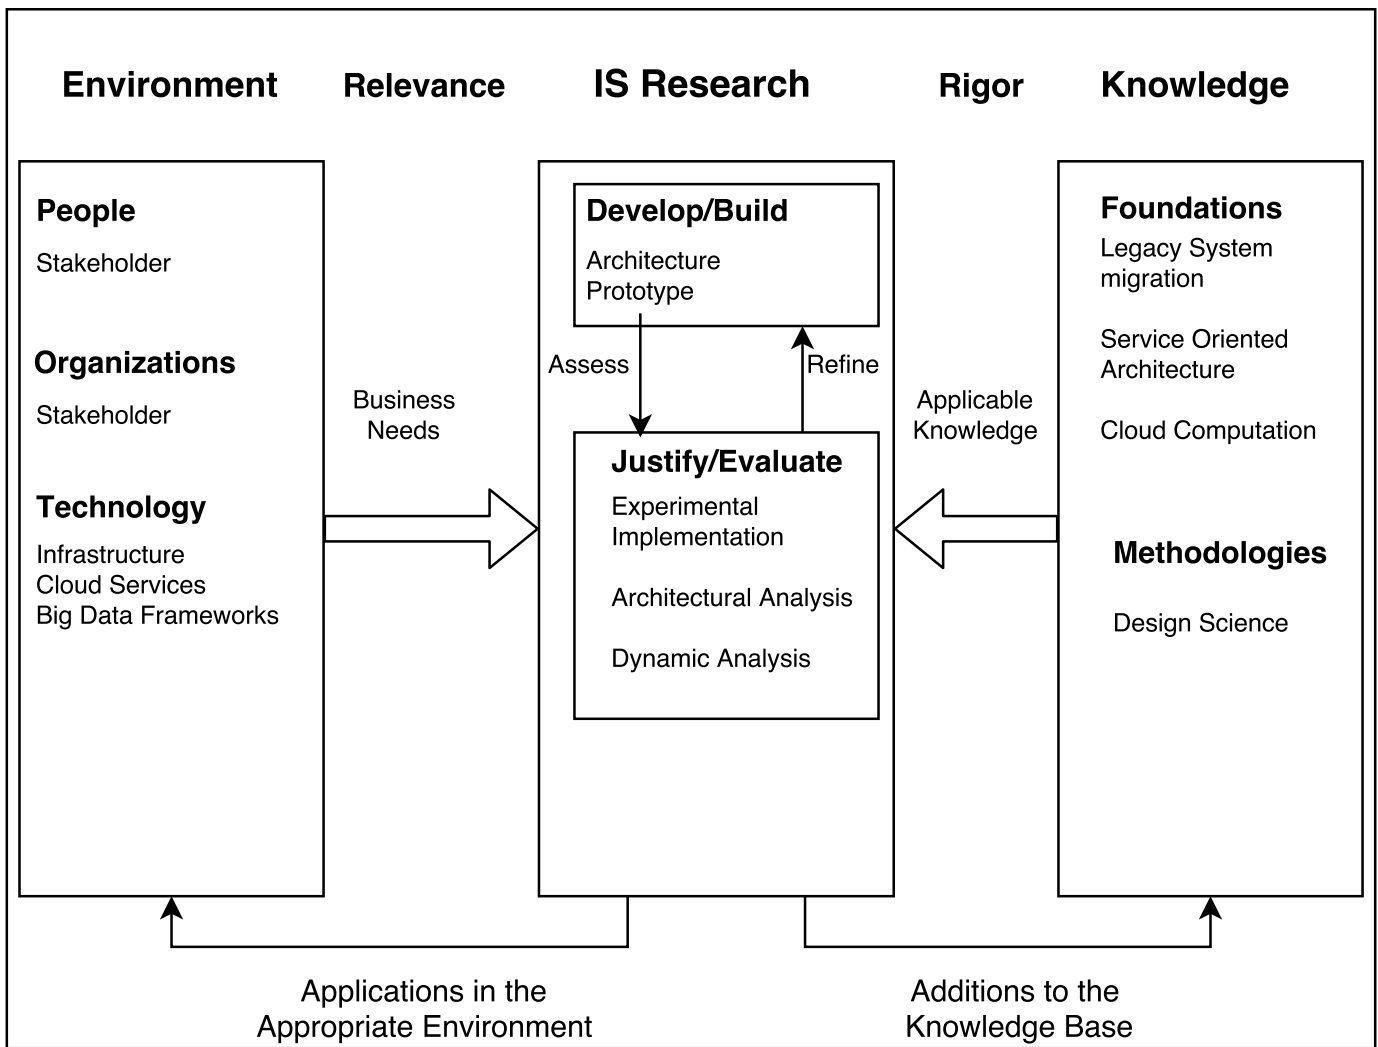 Environment
Relevance
IS Research
Rigor
Knowledge
People
Stakeholder
Organizations
Stakeholder
Technology
Infrastructure
Cloud Services
Big Data Frameworks
Business
Needs
Develop/Build
Architecture
Prototype
Assess
Refine
Justify/Evaluate
Experimental
Implementation
Architectural Analysis
Dynamic Analysis
Applicable
Knowledge
Foundations
Legacy System
migration
Service Oriented
Architecture
Cloud Computation
Methodologies
Design Science
Applications in the
Appropriate Environment
Additions to the
Knowledge Base